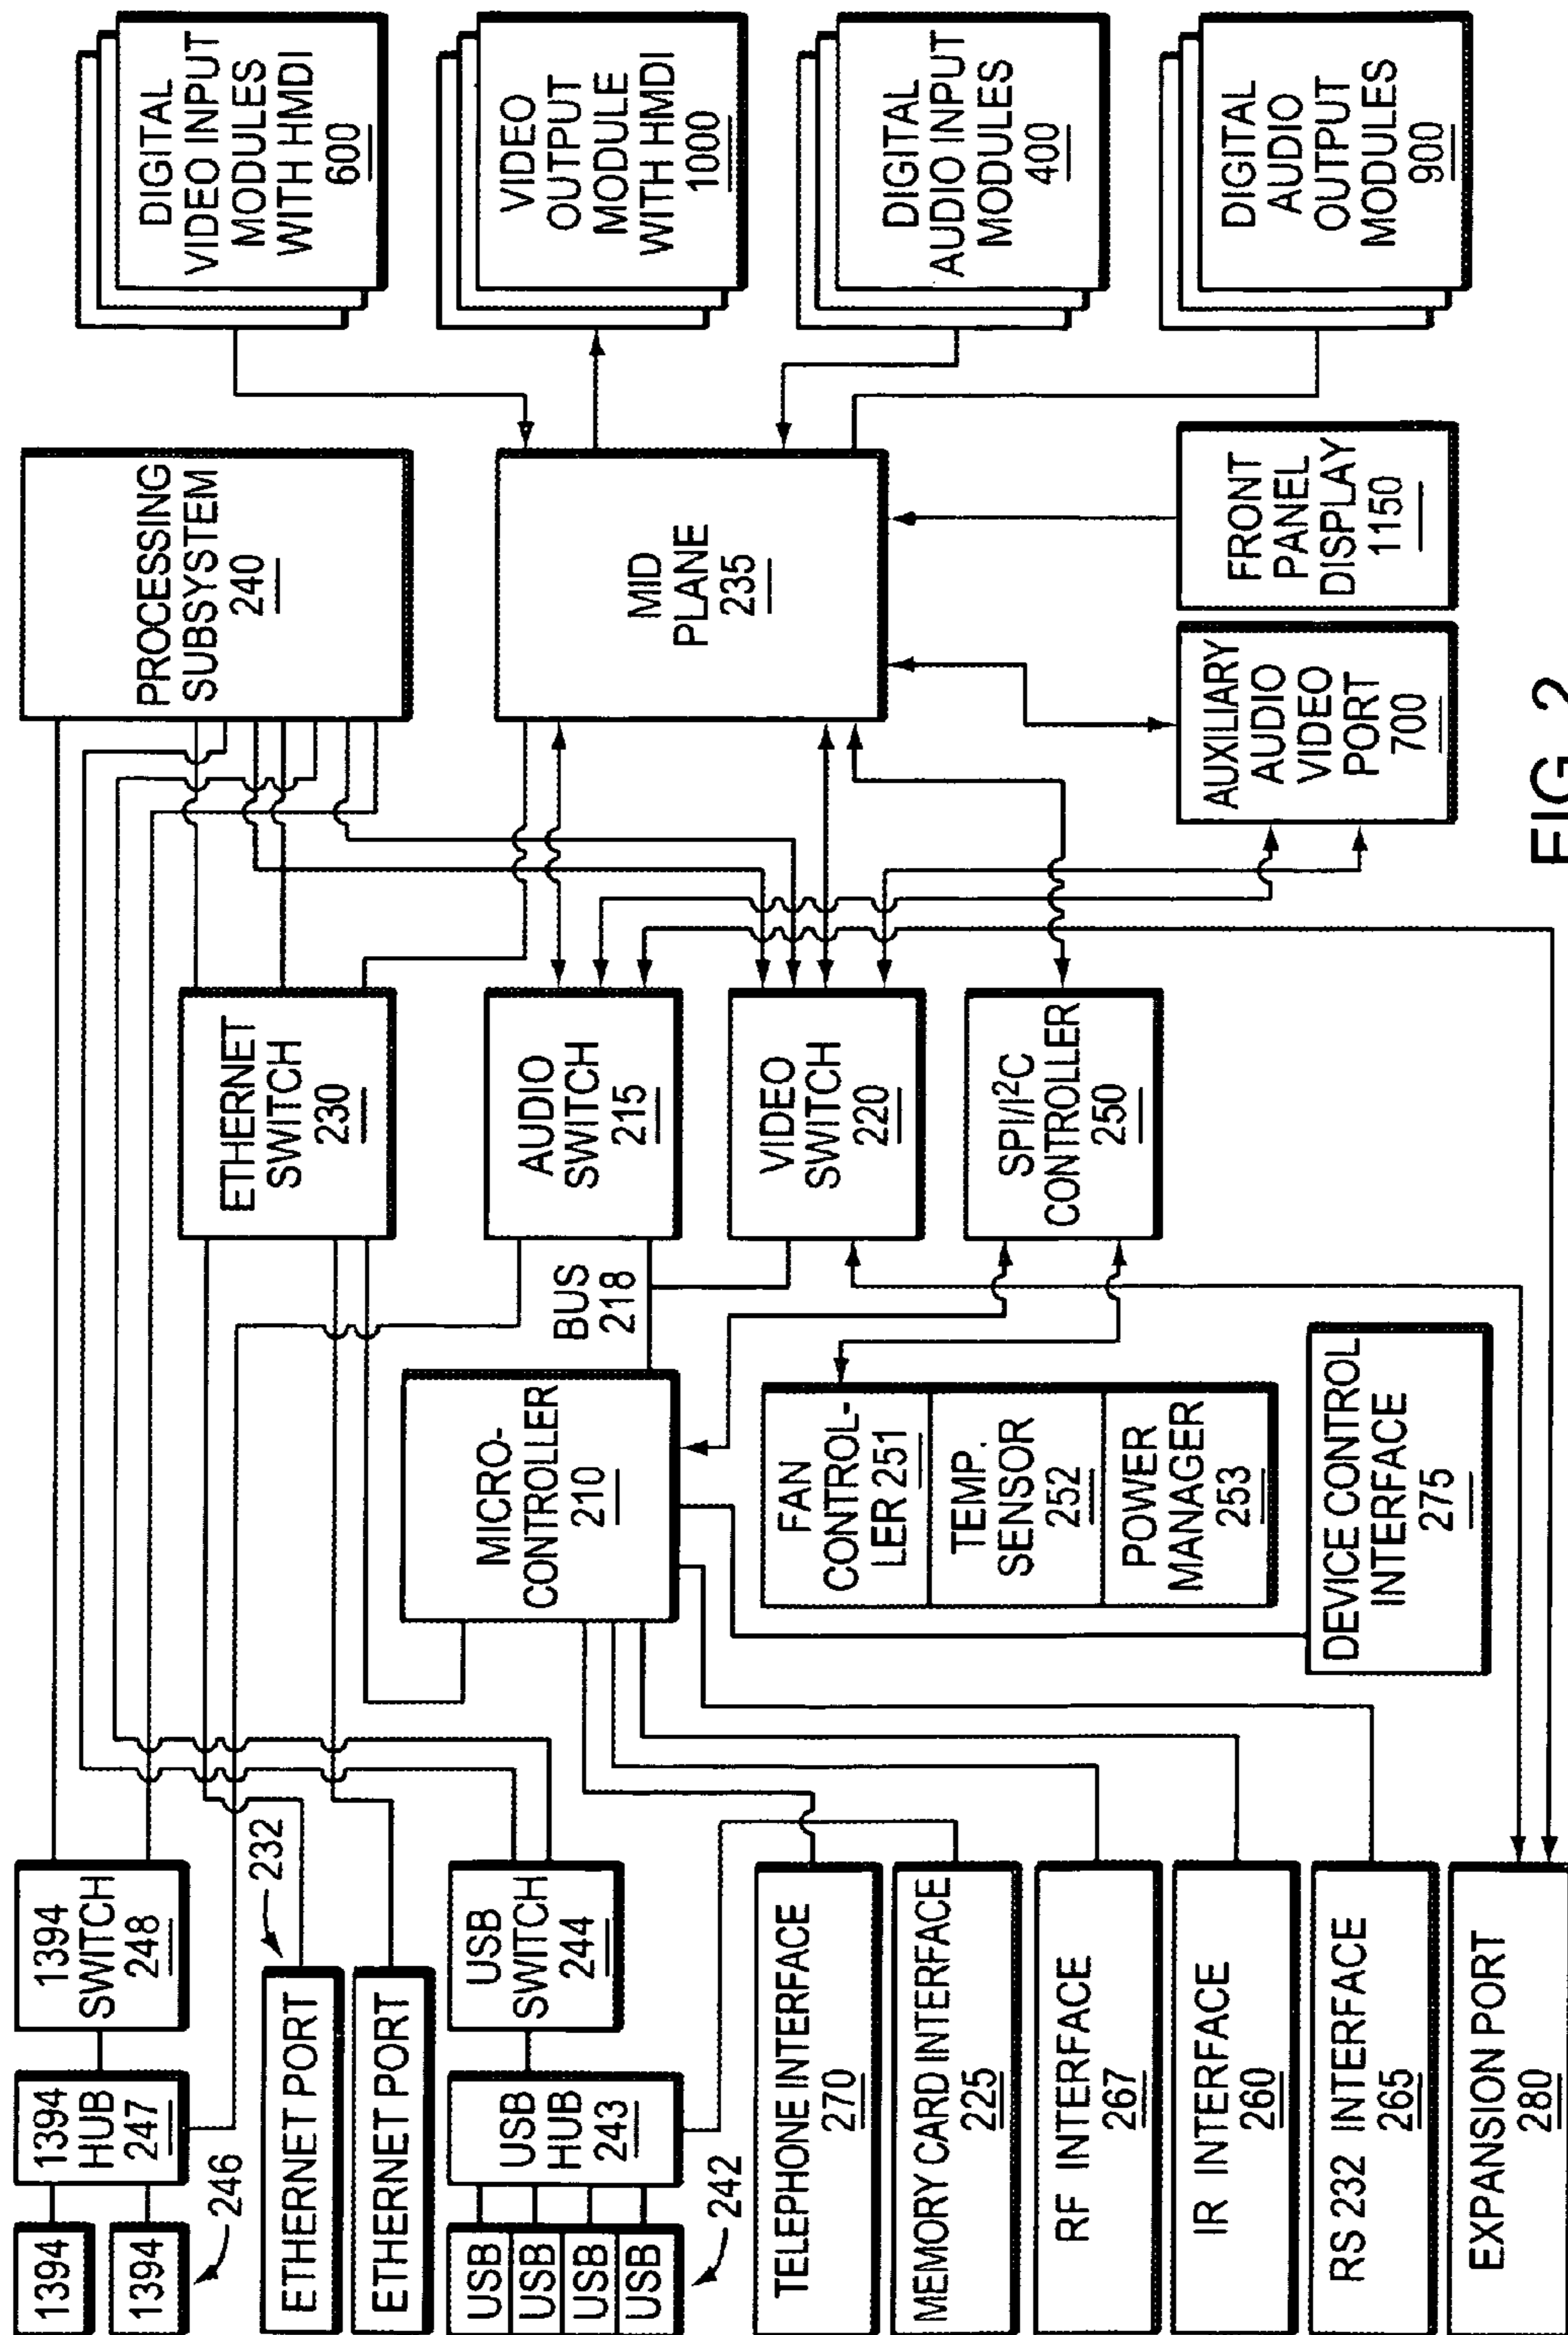 1394
1394
246
1394
HUB
247
1394
SWITCH
248
232
ETHERNET PORT
ETHERNET PORT
USB
USB
USB
USB
242
USB
HUB
243
USB
SWITCH
244
TELEPHONE INTERFACE
270
MEMORY CARD INTERFACE
225
RF INTERFACE
267
IR INTERFACE
260
RS 232 INTERFACE
265
EXPANSION PORT
280
MICRO-
CONTROLLER
210
BUS
218
FAN
CONTROL-
LER 251
TEMP.
SENSOR
252
POWER
MANAGER
253
DEVICE CONTROL
INTERFACE
275
ETHERNET
SWITCH
230
AUDIO
SWITCH
215
VIDEO
SWITCH
220
SPI/I²C
CONTROLLER
250
PROCESSING
SUBSYSTEM
240
MID
PLANE
235
AUXILIARY
AUDIO
VIDEO
PORT
700
FRONT
PANEL
DISPLAY
1150
DIGITAL
VIDEO INPUT
MODULES
WITH HMDI
600
VIDEO
OUTPUT
MODULE
WITH HMDI
1000
DIGITAL
AUDIO INPUT
MODULES
400
DIGITAL
AUDIO
OUTPUT
MODULES
900
FIG. 2